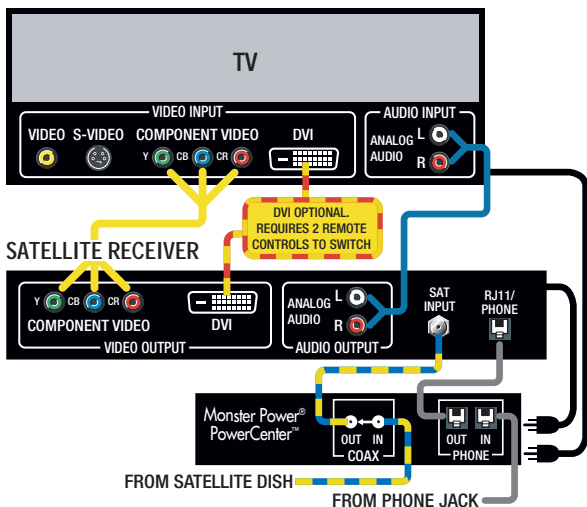 TV
VIDEO INPUT
AUDIO INPUT
VIDEO S-VIDEO COMPONENT VIDEO DVI
Y CB CR
ANALOG AUDIO
L
R
DVI OPTIONAL.
REQUIRES 2 REMOTE
CONTROLS TO SWITCH
SATELLITE RECEIVER
Y CB CR
COMPONENT VIDEO
DVI
VIDEO OUTPUT
ANALOG AUDIO
L
R
AUDIO OUTPUT
SAT
INPUT
RJ11/
PHONE
Monster Power®
PowerCenter™
OUT IN
COAX
OUT IN
PHONE
FROM SATELLITE DISH
FROM PHONE JACK